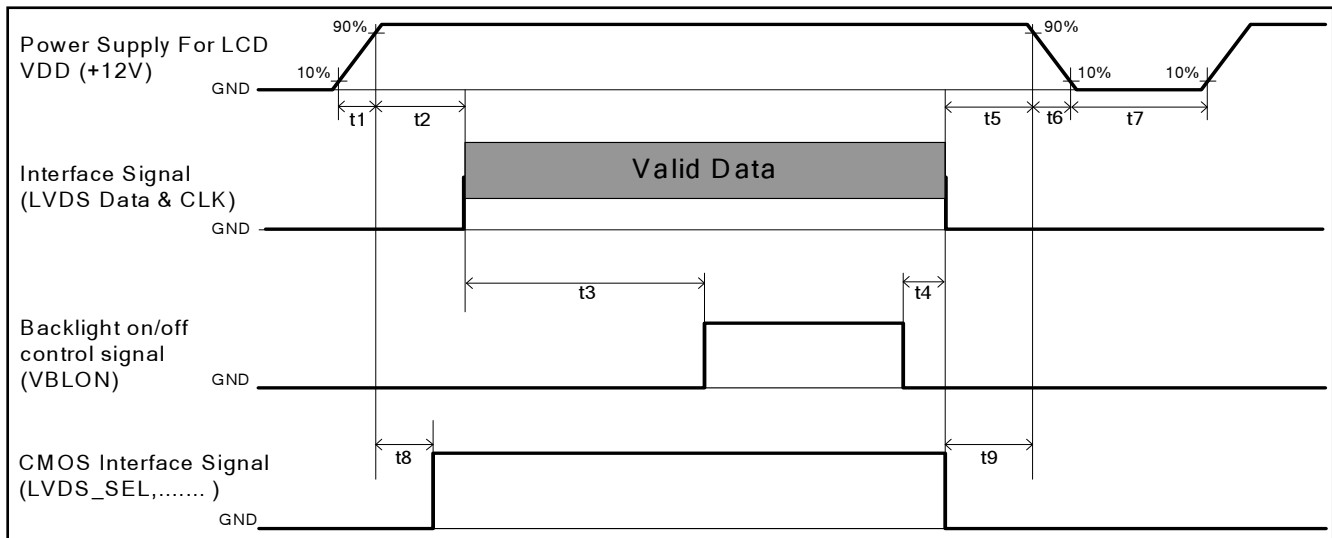 Power Supply For LCD
VDD (+12V)
90%
90%
10%
10%
10%
GND
t1
t2
t5
t6
t7
Valid Data
Interface Signal
(LVDS Data & CLK)
GND
t3
t4
Backlight on/off
control signal
(VBLON)
GND
t8
t9
CMOS Interface Signal
(LVDS_SEL,....... )
GND